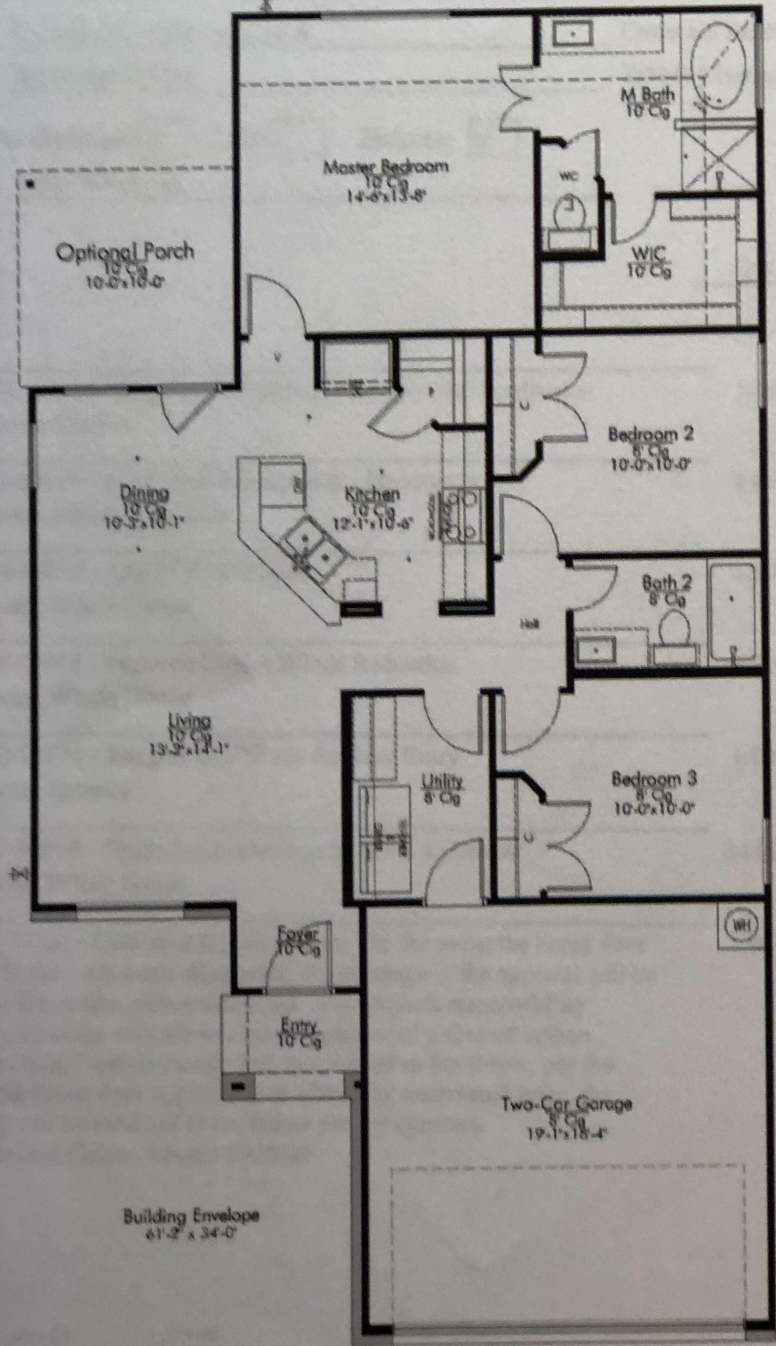 M Bath
10' Clg
Master Bedroom
10' Clg
14'-6"x13'-8"
WC
Optional Porch
10' Clg
10'-0"x10'-0"
WIC
10' Clg
V
P
C
Bedroom 2
8' Clg
10'-0"x10'-0"
Dining
10' Clg
10'-3"x10'-1"
DW
Kitchen
10' Clg
12'-1"x10'-6"
Bath 2
8' Clg
Hall
Living
10' Clg
13'-2"x14'-1"
Utility
8' Clg
Bedroom 3
8' Clg
10'-0"x10'-0"
C
Foyer
10' Clg
WH
Entry
10' Clg
Two-Car Garage
8' Clg
19'-1"x18'-4"
Building Envelope
61'-2" x 34'-0"